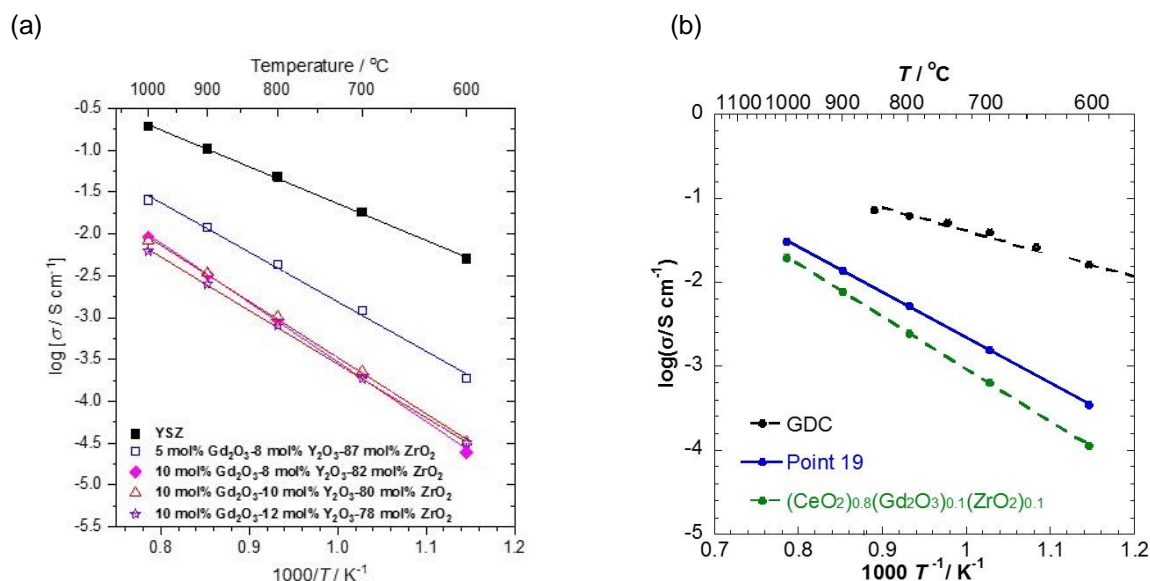 (a)
Temperature / °C
1000 900 800 700 600
-0.5
-1.0
-1.5
-2.0
-2.5
-3.0
-3.5
-4.0
-4.5
-5.0
-5.5
log [σ / S cm⁻¹]
YSZ
5 mol% Gd₂O₃-8 mol% Y₂O₃-87 mol% ZrO₂
10 mol% Gd₂O₃-8 mol% Y₂O₃-82 mol% ZrO₂
10 mol% Gd₂O₃-10 mol% Y₂O₃-80 mol% ZrO₂
10 mol% Gd₂O₃-12 mol% Y₂O₃-78 mol% ZrO₂
0.8 0.9 1.0 1.1 1.2
1000/T / K⁻¹
(b)
T / °C
1100 1000 900 800 700 600
0
-1
-2
-3
-4
-5
log(σ/S cm⁻¹)
GDC
Point 19
(CeO₂)₀.₈(Gd₂O₃)₀.₁(ZrO₂)₀.₁
0.7 0.8 0.9 1 1.1 1.2
1000 T⁻¹/K⁻¹